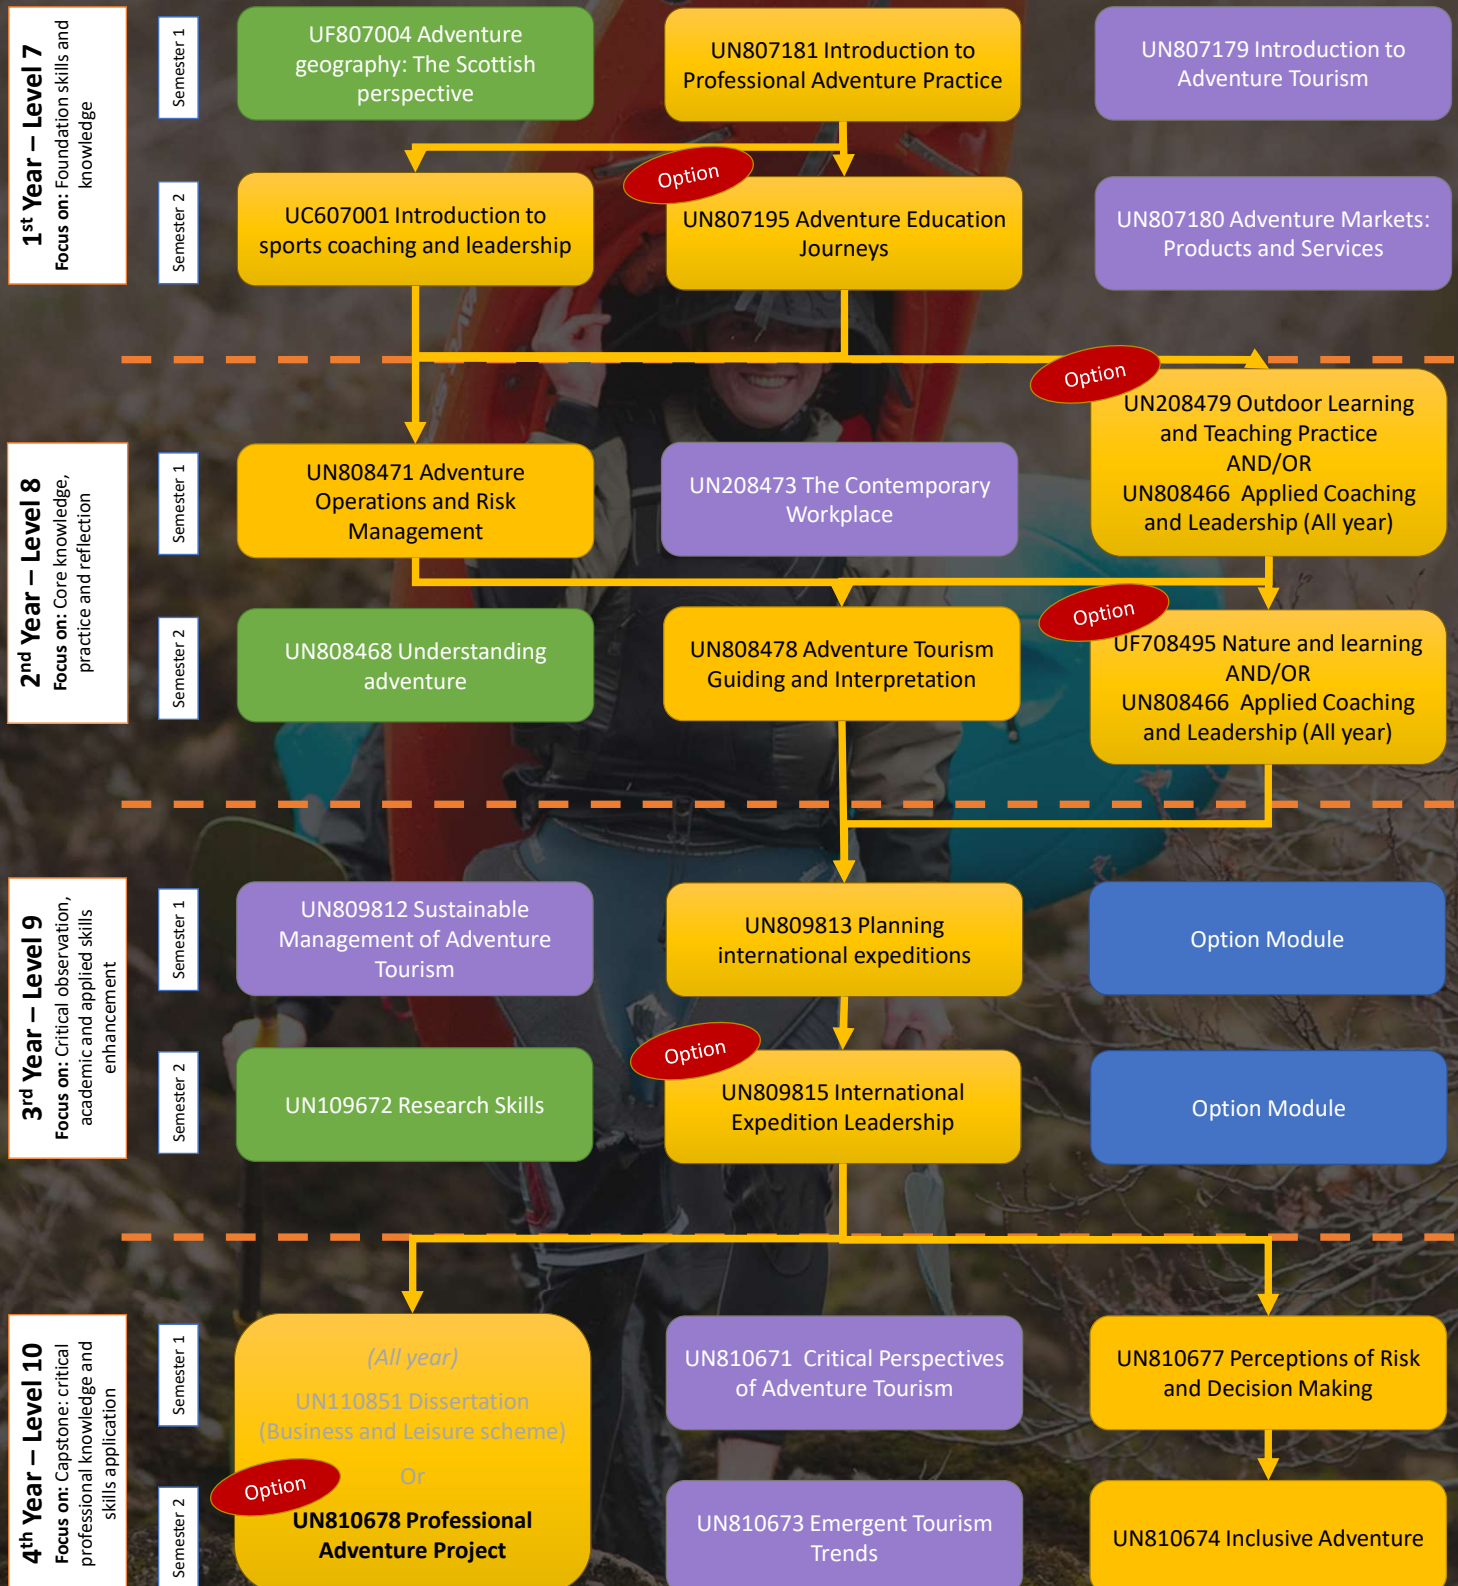 1st Year – Level 7
Focus on: Foundation skills and
knowledge
Semester 1
UF807004 Adventure
geography: The Scottish
perspective
UN807181 Introduction to
Professional Adventure Practice
UN807179 Introduction to
Adventure Tourism
Semester 2
UC607001 Introduction to
sports coaching and leadership
Option
UN807195 Adventure Education
Journeys
UN807180 Adventure Markets:
Products and Services
2nd Year – Level 8
Focus on: Core knowledge,
practice and reflection
Semester 1
UN808471 Adventure
Operations and Risk
Management
UN208473 The Contemporary
Workplace
Option
UN208479 Outdoor Learning
and Teaching Practice
AND/OR
UN808466 Applied Coaching
and Leadership (All year)
Semester 2
UN808468 Understanding
adventure
UN808478 Adventure Tourism
Guiding and Interpretation
Option
UF708495 Nature and learning
AND/OR
UN808466 Applied Coaching
and Leadership (All year)
3rd Year – Level 9
Focus on: Critical observation,
academic and applied skills
enhancement
Semester 1
UN809812 Sustainable
Management of Adventure
Tourism
UN809813 Planning
international expeditions
Option Module
Semester 2
UN109672 Research Skills
Option
UN809815 International
Expedition Leadership
Option Module
4th Year – Level 10
Focus on: Capstone: critical
professional knowledge and
skills application
Semester 1
(All year)
UN110851 Dissertation
(Business and Leisure scheme)
Or
Option
UN810678 Professional
Adventure Project
UN810671 Critical Perspectives
of Adventure Tourism
UN810677 Perceptions of Risk
and Decision Making
Semester 2
UN810673 Emergent Tourism
Trends
UN810674 Inclusive Adventure